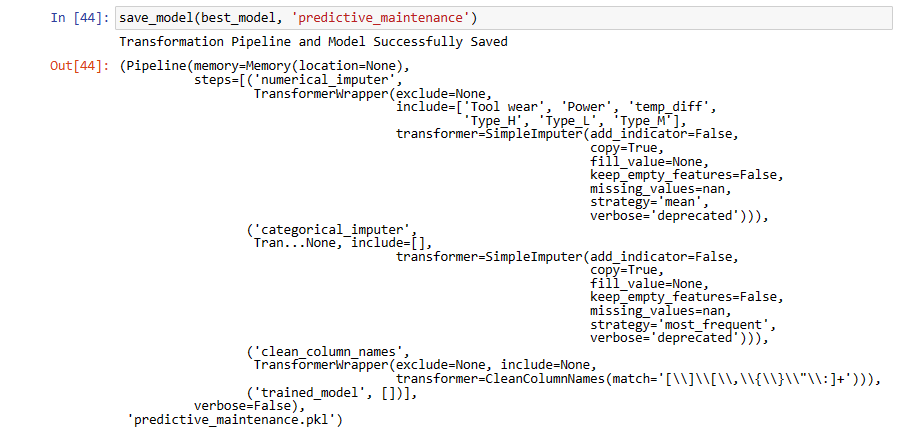 In [44]: save_model(best_model, 'predictive_maintenance')
Transformation Pipeline and Model Successfully Saved
Out[44]: (Pipeline(memory=Memory(location=None),
steps=[('numerical_imputer',
TransformerWrapper(exclude=None,
include=['Tool wear', 'Power', 'temp_diff',
'Type_H', 'Type_L', 'Type_M'],
transformer=SimpleImputer(add_indicator=False,
copy=True,
fill_value=None,
keep_empty_features=False,
missing_values=nan,
strategy='mean',
verbose='deprecated'))),
('categorical_imputer',
Tran...None, include=[],
transformer=SimpleImputer(add_indicator=False,
copy=True,
fill_value=None,
keep_empty_features=False,
missing_values=nan,
strategy='most_frequent',
verbose='deprecated'))),
('clean_column_names',
TransformerWrapper(exclude=None, include=None,
transformer=CleanColumnNames(match='[\\]\\[\\,\\{\\}\\"\\:]+'))),
('trained_model', [])],
verbose=False),
'predictive_maintenance.pkl')